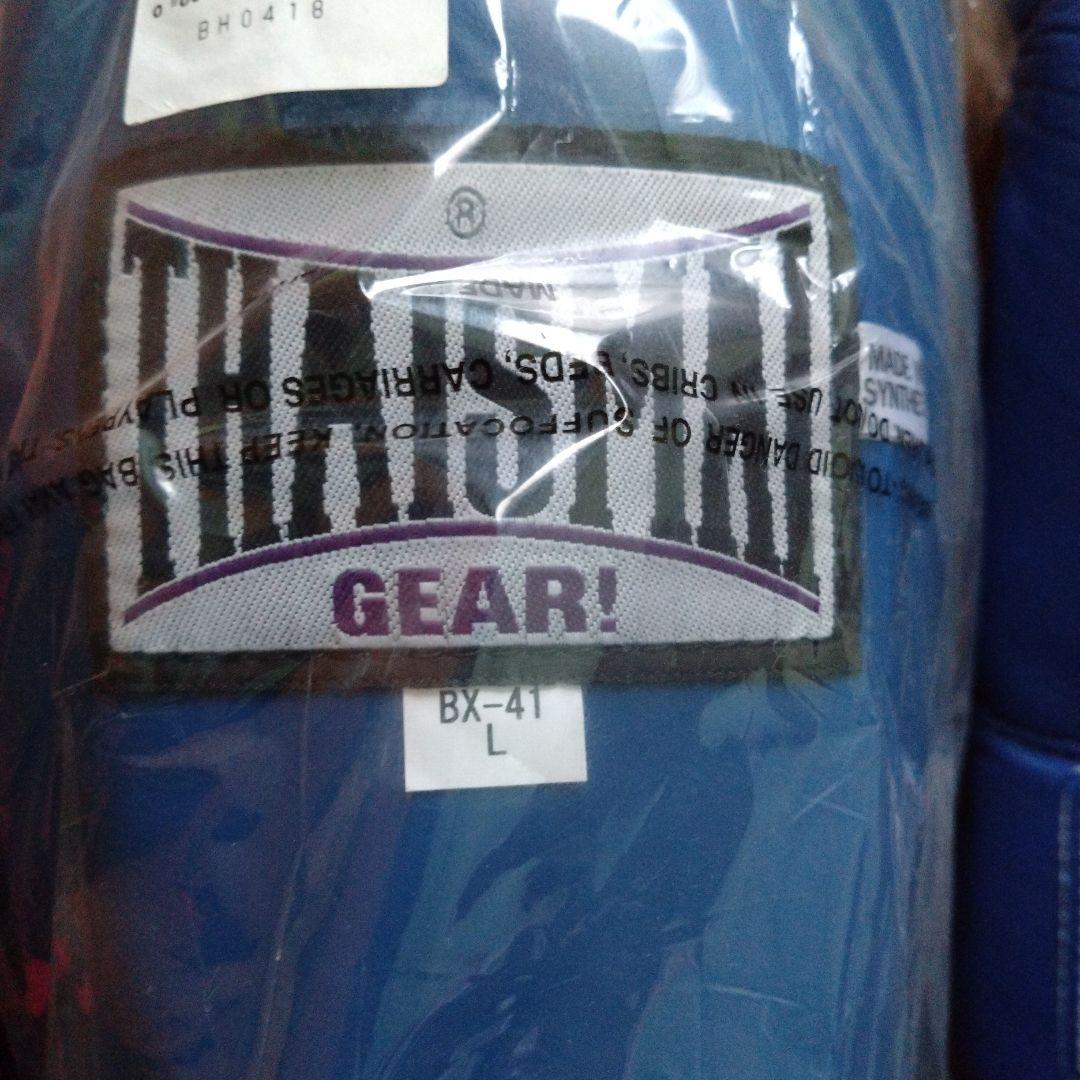 BH0418
®
THAISMAI
GEAR!
BX-41
L
MADE
SYNTHE
TO AVOID DANGER OF SUFFOCATION, KEEP THIS BAG AWAY
DO NOT USE IN CRIBS, BEDS, CARRIAGES OR PLAYPENS.
MADE